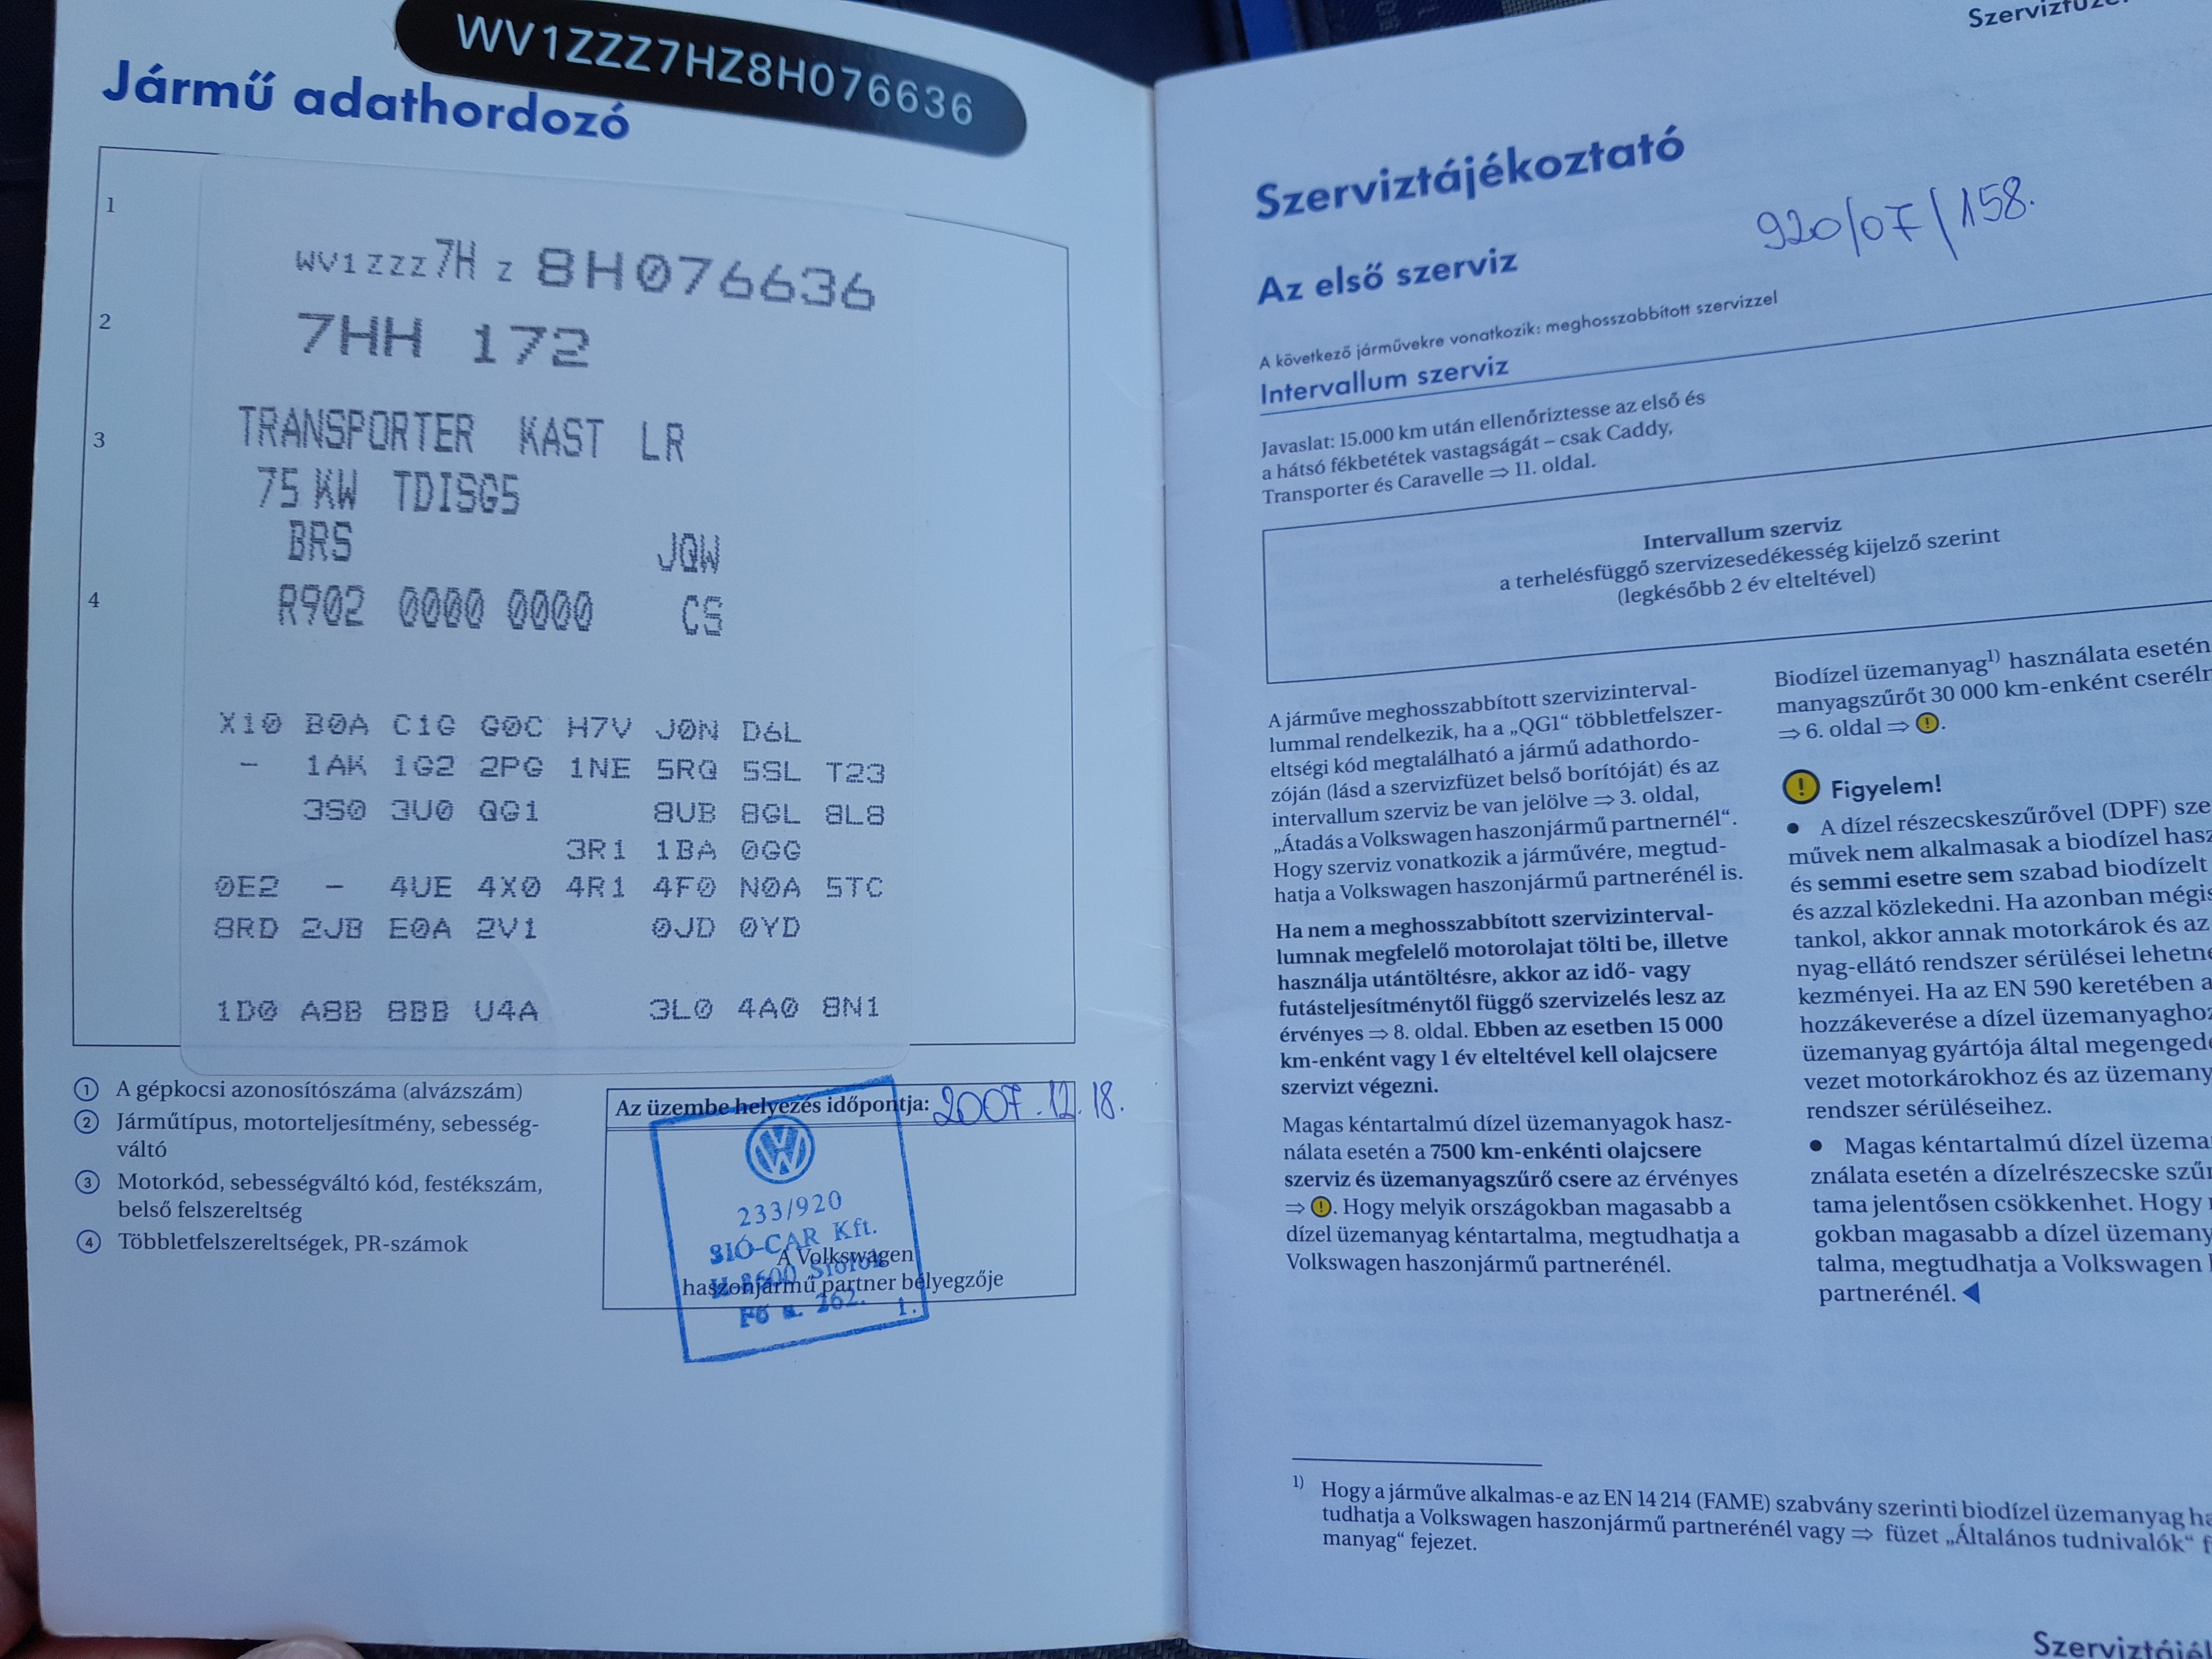 WV1ZZZ7HZ8H076636
Jármű adathordozó
1
WV1ZZZ7H Z 8H076636
2
7HH 172
3
TRANSPORTER KAST LR
75 KW TDI5G5
BRS JQW
4
R902 0000 0000 CS
X10 B0A C1G G0C H7V J0N D6L
- 1AK 1G2 2PG 1NE 5RQ 5SL T23
3S0 3U0 QG1 8UB 8GL 8L8
3R1 1BA 0GG
0E2 - 4UE 4X0 4R1 4F0 N0A 5TC
8RD 2JB E0A 2V1 0JD 0YD
1D0 A8B 8BB U4A 3L0 4A0 8N1
1 A gépkocsi azonosítószáma (alvázszám)
2 Járműtípus, motorteljesítmény, sebesség-
váltó
3 Motorkód, sebességváltó kód, festékszám,
belső felszereltség
4 Többletfelszereltségek, PR-számok
Az üzembe helyezés időpontja: 2007.12.18.
233/920
SIÓ-CAR Kft.
H-8600 Siófok
Fő u. 262. 1.
A Volkswagen
haszonjármű partner bélyegzője
Szerviztájékoztató
920/07/158.
Az első szerviz
A következő járművekre vonatkozik: meghosszabbított szervizzel
Intervallum szerviz
Javaslat: 15.000 km után ellenőriztesse az első és
a hátsó fékbetétek vastagságát – csak Caddy,
Transporter és Caravelle ⇒ 11. oldal.
Intervallum szerviz
a terhelésfüggő szervizesedékesség kijelző szerint
(legkésőbb 2 év elteltével)
A járműve meghosszabbított szervizinterval-
lummal rendelkezik, ha a „QG1“ többletfelszer-
eltségi kód megtalálható a jármű adathordo-
zóján (lásd a szervizfüzet belső borítóját) és az
intervallum szerviz be van jelölve ⇒ 3. oldal,
„Átadás a Volkswagen haszonjármű partnernél“.
Hogy szerviz vonatkozik a járművére, megtud-
hatja a Volkswagen haszonjármű partnerénél is.
Ha nem a meghosszabbított szervizinterval-
lumnak megfelelő motorolajat tölti be, illetve
használja utántöltésre, akkor az idő- vagy
futásteljesítménytől függő szervizelés lesz az
érvényes ⇒ 8. oldal. Ebben az esetben 15 000
km-enként vagy 1 év elteltével kell olajcsere
szervizt végezni.
Magas kéntartalmú dízel üzemanyagok hasz-
nálata esetén a 7500 km-enkénti olajcsere
szerviz és üzemanyagszűrő csere az érvényes
⇒ !. Hogy melyik országokban magasabb a
dízel üzemanyag kéntartalma, megtudhatja a
Volkswagen haszonjármű partnerénél.
Biodízel üzemanyag1) használata esetén
manyagszűrőt 30 000 km-enként
⇒ 6. oldal ⇒ !.
! Figyelem!
• A dízel részecskeszűrővel (DPF)
művek nem alkalmasak a biodízel
és semmi esetre sem szabad biodízelt
és azzal közlekedni. Ha azonban
tankol, akkor annak motorkárok és az
nyag-ellátó rendszer sérülései
kezményei. Ha az EN 590 keretében
hozzákeverése a dízel üzemanyaghoz
üzemanyag gyártója által
vezet motorkárokhoz és az
rendszer sérüléseihez.
• Magas kéntartalmú dízel
ználata esetén a dízelrészecske
tama jelentősen csökkenhet. Hogy
gokban magasabb a dízel
talma, megtudhatja a Volkswagen
partnerénél.
1) Hogy a járműve alkalmas-e az EN 14 214 (FAME) szabvány szerinti biodízel üzemanyag
tudhatja a Volkswagen haszonjármű partnerénél vagy ⇒ füzet „Általános tudnivalók“
manyag“ fejezet.